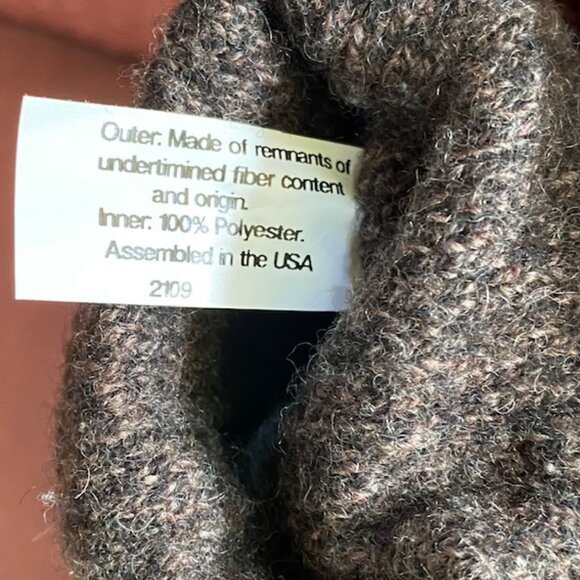 Outer: Made of remnants of
undertimined fiber content
and origin.
Inner: 100% Polyester.
Assembled in the USA
2109